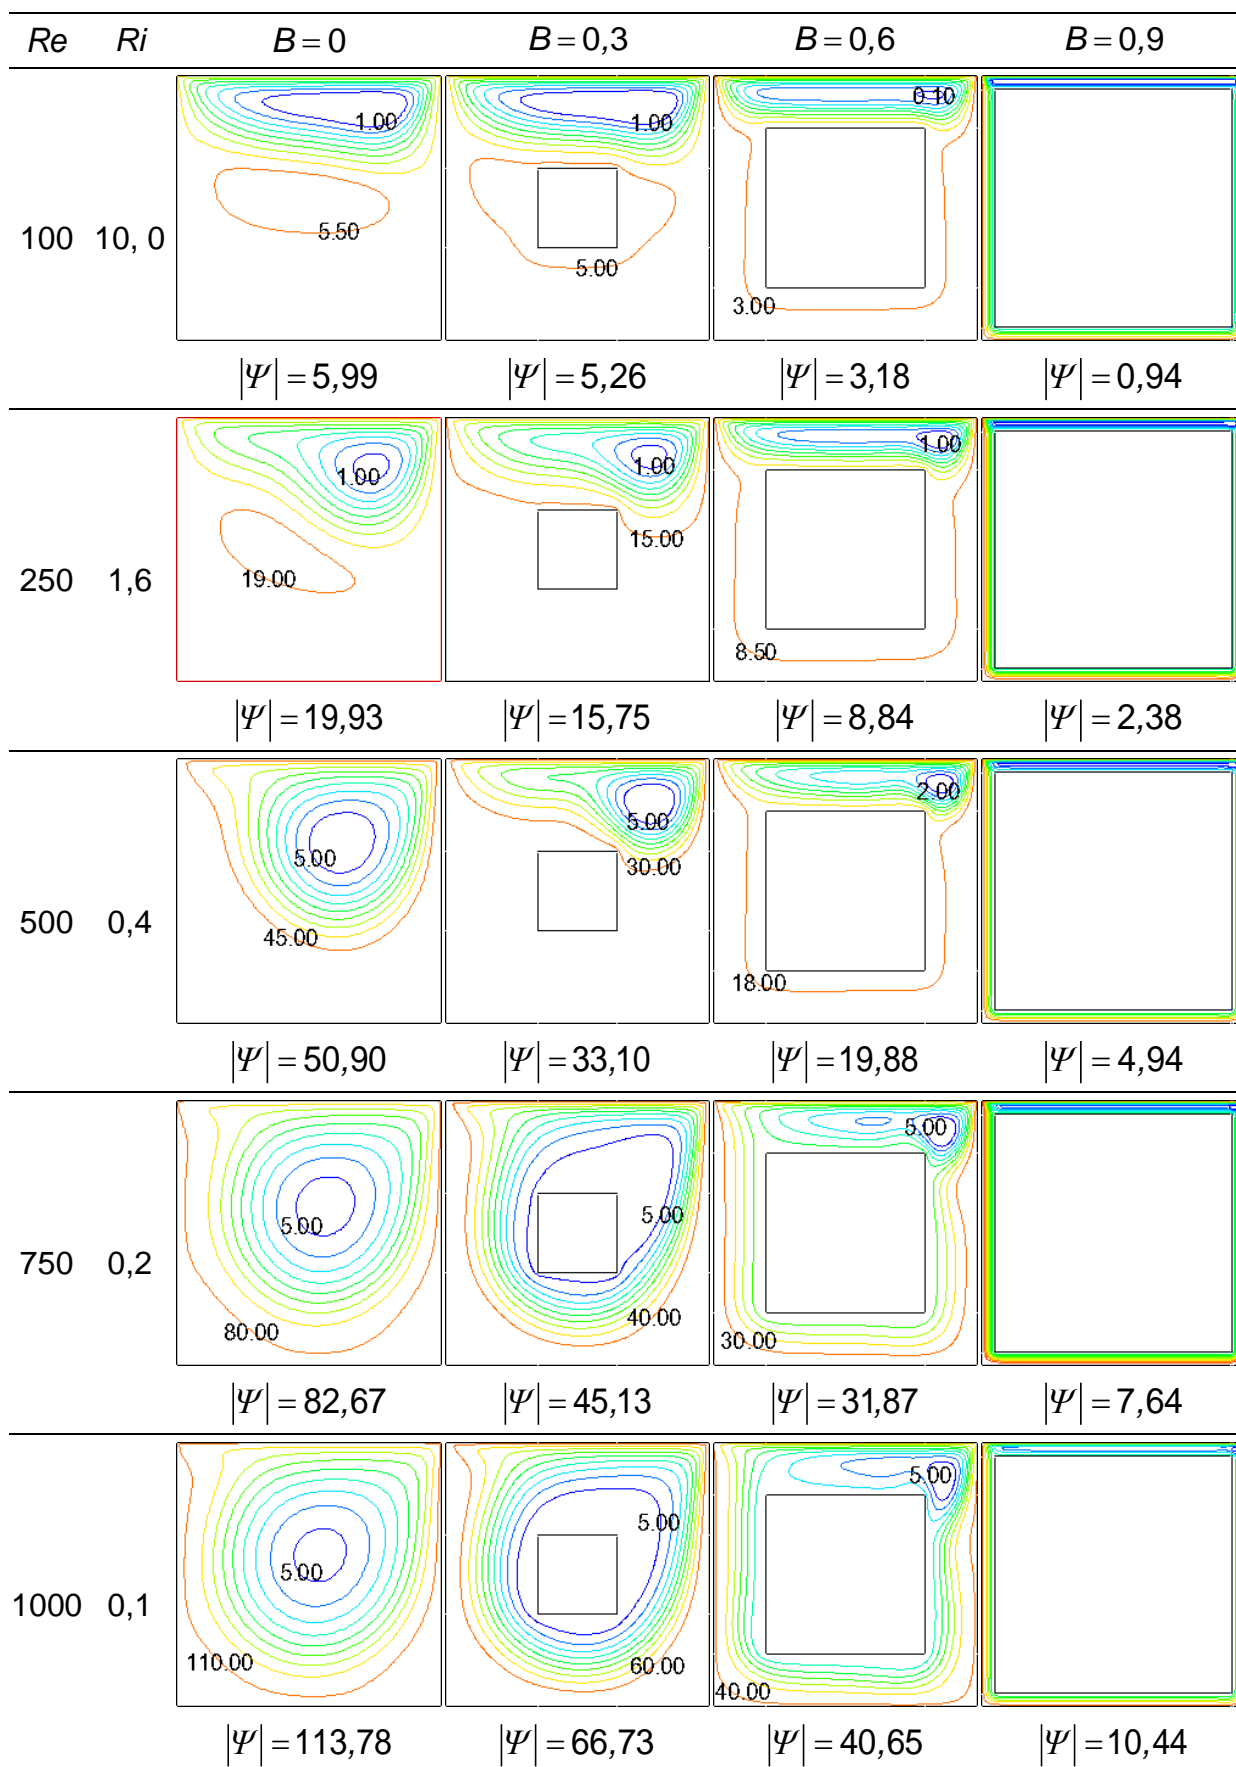 Re Ri B = 0 B = 0,3 B = 0,6 B = 0,9
1.00 1.00 0.10
100 10, 0 5.50 5.00 3.00
|Ψ| = 5,99 |Ψ| = 5,26 |Ψ| = 3,18 |Ψ| = 0,94
1.00 1.00 1.00
250 1,6 19.00 15.00 8.50
|Ψ| = 19,93 |Ψ| = 15,75 |Ψ| = 8,84 |Ψ| = 2,38
5.00 5.00 2.00
500 0,4 45.00 30.00 18.00
|Ψ| = 50,90 |Ψ| = 33,10 |Ψ| = 19,88 |Ψ| = 4,94
5.00 5.00 5.00
750 0,2 80.00 40.00 30.00
|Ψ| = 82,67 |Ψ| = 45,13 |Ψ| = 31,87 |Ψ| = 7,64
5.00 5.00 5.00
1000 0,1 110.00 60.00 40.00
|Ψ| = 113,78 |Ψ| = 66,73 |Ψ| = 40,65 |Ψ| = 10,44